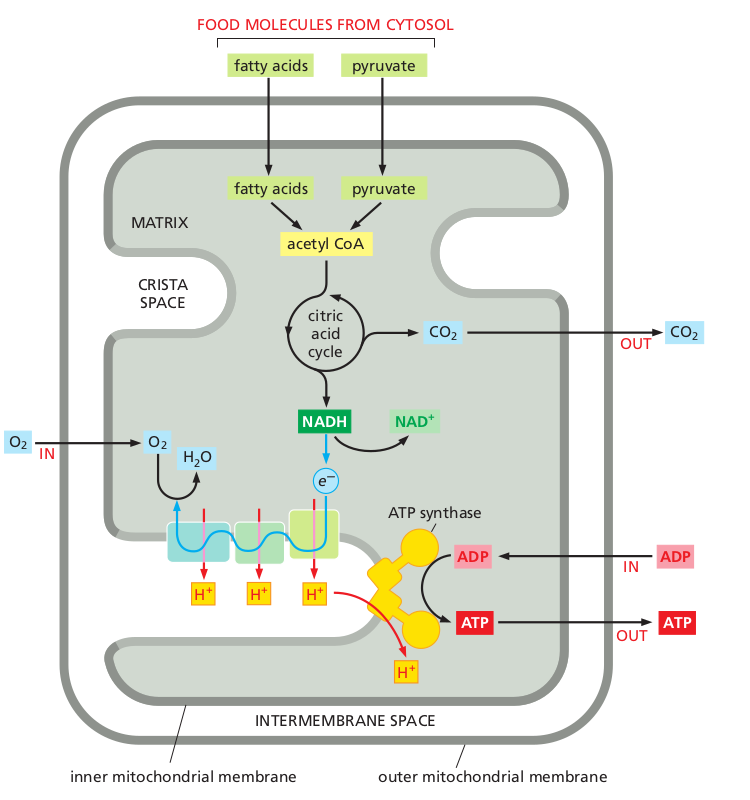 FOOD MOLECULES FROM CYTOSOL
fatty acids
pyruvate
fatty acids
pyruvate
MATRIX
acetyl CoA
CRISTA
SPACE
citric
acid
cycle
CO₂
CO₂
OUT
NADH
NAD⁺
O₂
IN
O₂
H₂O
e⁻
ATP synthase
ADP
ADP
IN
H⁺
H⁺
H⁺
ATP
ATP
OUT
H⁺
INTERMEMBRANE SPACE
inner mitochondrial membrane
outer mitochondrial membrane